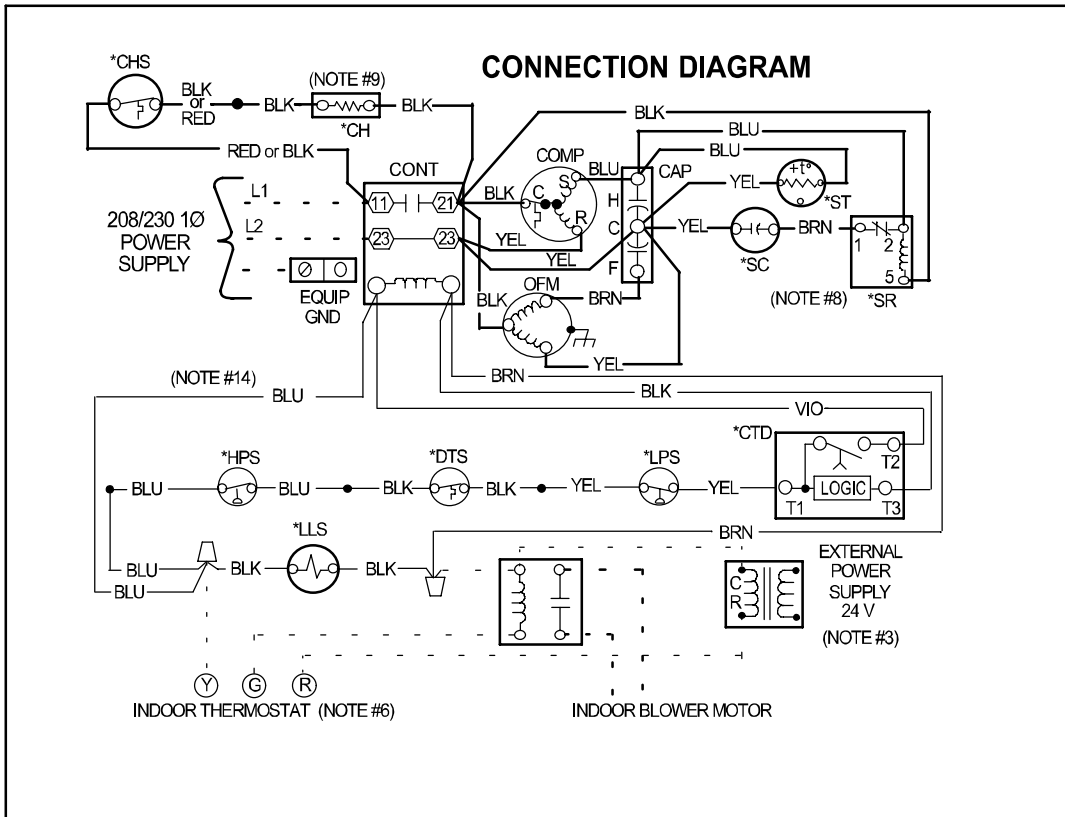 CONNECTION DIAGRAM
*CHS
BLK
or
RED
(NOTE #9)
BLK
BLK
*CH
RED or BLK
BLK
BLU
BLU
CONT
COMP
BLU
CAP
L1
11
21
BLK
C
S
R
H
YEL
+t°
*ST
208/230 1Ø
POWER
SUPPLY
L2
23
23
YEL
YEL
C
YEL
*SC
BRN
1
2
5
*SR
(NOTE #8)
EQUIP
GND
BLK
OFM
BRN
F
YEL
BRN
(NOTE #14)
BLU
BLK
VIO
*CTD
T2
LOGIC
T1
T3
*HPS
*DTS
*LPS
BLU
BLU
BLK
BLK
YEL
YEL
BRN
*LLS
BLU
BLK
BLK
BLU
C
R
EXTERNAL
POWER
SUPPLY
24 V
(NOTE #3)
Y
G
R
INDOOR THERMOSTAT (NOTE #6)
INDOOR BLOWER MOTOR